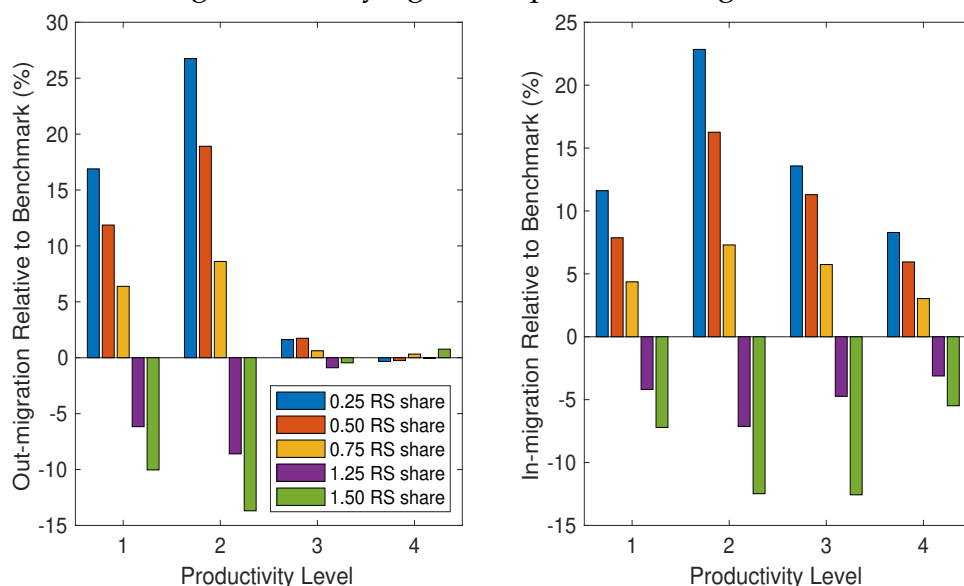 30
25
20
15
10
5
0
-5
-10
-15
Out-migration Relative to Benchmark (%)
0.25 RS share
0.50 RS share
0.75 RS share
1.25 RS share
1.50 RS share
1 2 3 4
Productivity Level
25
20
15
10
5
0
-5
-10
-15
In-migration Relative to Benchmark (%)
1 2 3 4
Productivity Level